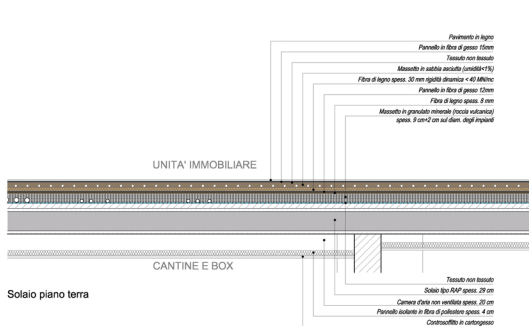 Pavimento in legno
Pannello in fibra di gesso 15mm
Tessuto non tessuto
Massetto in sabbia asciutta (umidità<1%)
Fibra di legno spess. 30 mm rigidità dinamica < 40 MN/mc
Pannello in fibra di gesso 12mm
Fibra di legno spess. 8 mm
Massetto in granulato minerale (roccia vulcanica)
spess. 9 cm+2 cm sul diam. degli impianti
UNITA' IMMOBILIARE
CANTINE E BOX
Tessuto non tessuto
Solaio tipo RAP spess. 29 cm
Camera d'aria non ventilata spess. 20 cm
Pannello isolante in fibra di poliestere spess. 4 cm
Controsoffitto in cartongesso
Solaio piano terra